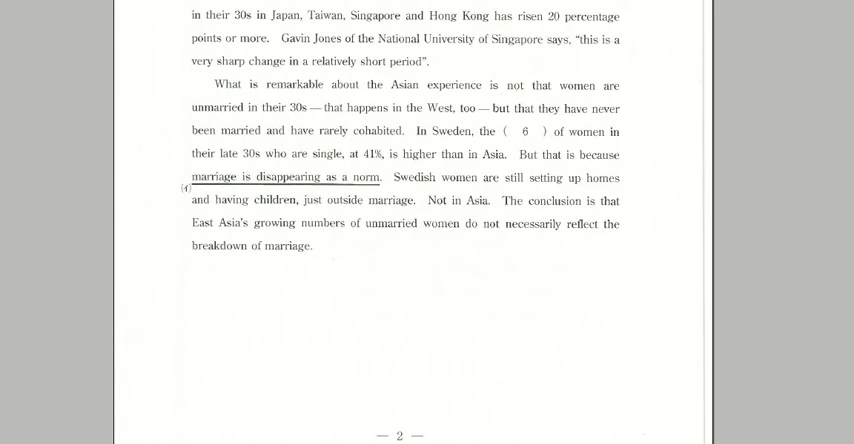 in their 30s in Japan, Taiwan, Singapore and Hong Kong has risen 20 percentage
points or more. Gavin Jones of the National University of Singapore says, “this is a
very sharp change in a relatively short period”.
What is remarkable about the Asian experience is not that women are
unmarried in their 30s — that happens in the West, too — but that they have never
been married and have rarely cohabited. In Sweden, the ( 6 ) of women in
their late 30s who are single, at 41%, is higher than in Asia. But that is because
marriage is disappearing as a norm. Swedish women are still setting up homes
(イ)
and having children, just outside marriage. Not in Asia. The conclusion is that
East Asia’s growing numbers of unmarried women do not necessarily reflect the
breakdown of marriage.
— 2 —